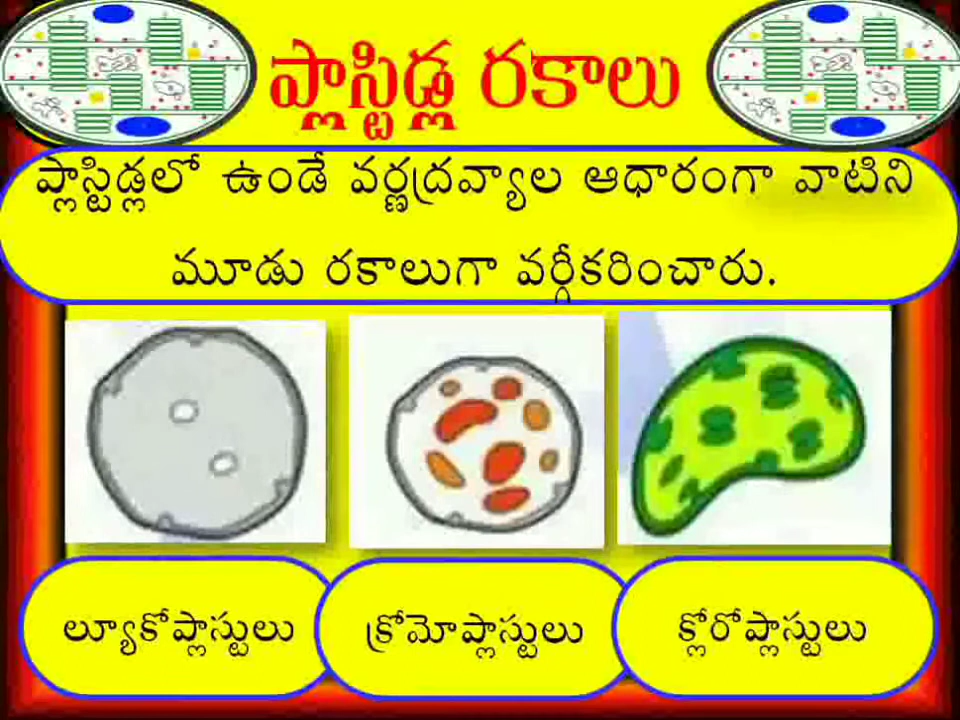 ప్లాస్టిడ్ల రకాలు
ప్లాస్టిడ్లలో ఉండే వర్ణద్రవ్యాల ఆధారంగా వాటిని
మూడు రకాలుగా వర్గీకరించారు.
ల్యూకోప్లాస్టులు
క్రోమోప్లాస్టులు
క్లోరోప్లాస్టులు